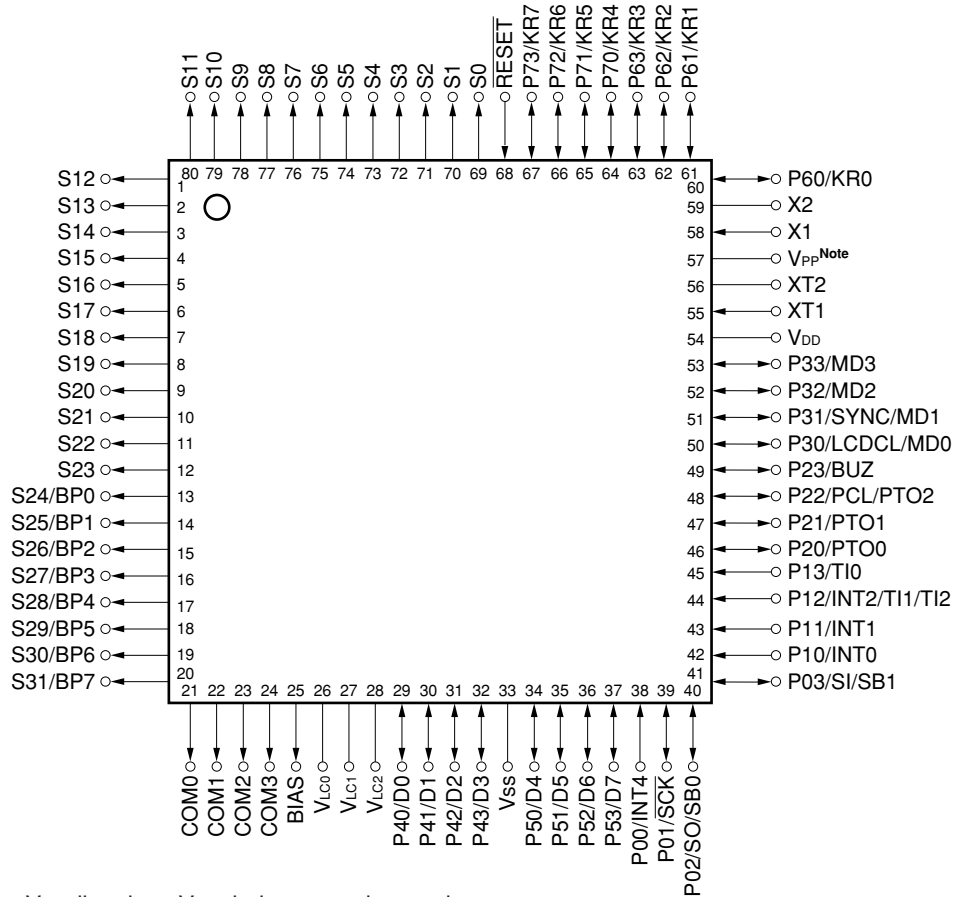 S11
S10
S9
S8
S7
S6
S5
S4
S3
S2
S1
S0
RESET
P73/KR7
P72/KR6
P71/KR5
P70/KR4
P63/KR3
P62/KR2
P61/KR1
80 79 78 77 76 75 74 73 72 71 70 69 68 67 66 65 64 63 62 61
S12 1
S13 2
S14 3
S15 4
S16 5
S17 6
S18 7
S19 8
S20 9
S21 10
S22 11
S23 12
S24/BP0 13
S25/BP1 14
S26/BP2 15
S27/BP3 16
S28/BP4 17
S29/BP5 18
S30/BP6 19
S31/BP7 20
60 P60/KR0
59 X2
58 X1
57 VPP Note
56 XT2
55 XT1
54 VDD
53 P33/MD3
52 P32/MD2
51 P31/SYNC/MD1
50 P30/LCDCL/MD0
49 P23/BUZ
48 P22/PCL/PTO2
47 P21/PTO1
46 P20/PTO0
45 P13/TI0
44 P12/INT2/TI1/TI2
43 P11/INT1
42 P10/INT0
41 P03/SI/SB1
21 22 23 24 25 26 27 28 29 30 31 32 33 34 35 36 37 38 39 40
COM0
COM1
COM2
COM3
BIAS
VLC0
VLC1
VLC2
P40/D0
P41/D1
P42/D2
P43/D3
Vss
P50/D4
P51/D5
P52/D6
P53/D7
P00/INT4
P01/SCK
P02/SO/SB0